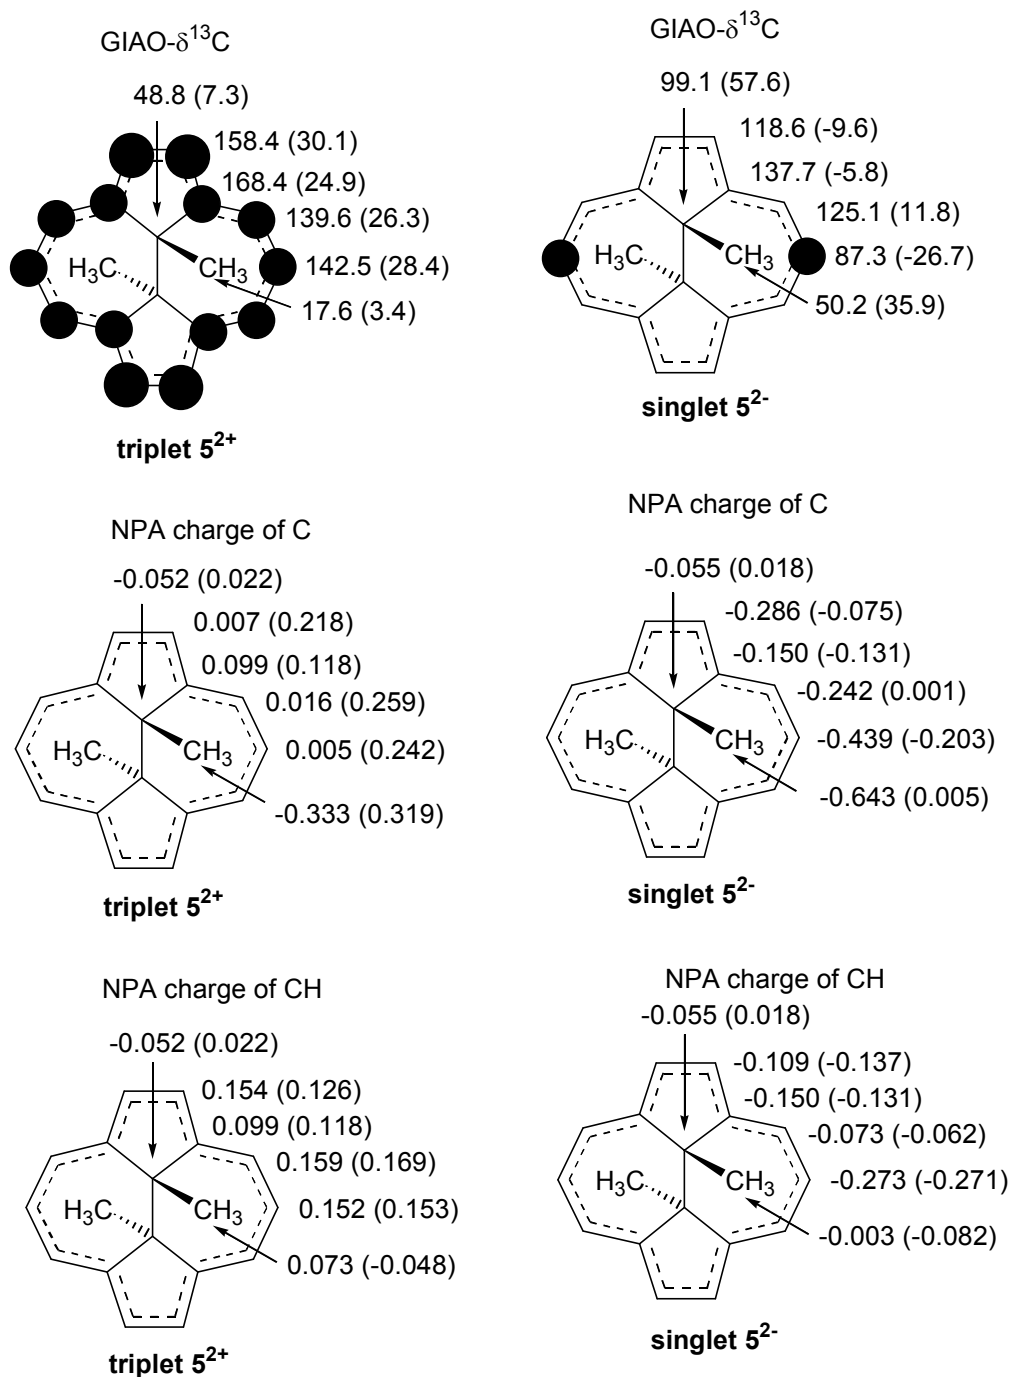 GIAO-δ¹³C
48.8 (7.3)
158.4 (30.1)
168.4 (24.9)
139.6 (26.3)
142.5 (28.4)
17.6 (3.4)
H₃C
CH₃
triplet 5²⁺
GIAO-δ¹³C
99.1 (57.6)
118.6 (-9.6)
137.7 (-5.8)
125.1 (11.8)
87.3 (-26.7)
50.2 (35.9)
H₃C
CH₃
singlet 5²⁻
NPA charge of C
-0.052 (0.022)
0.007 (0.218)
0.099 (0.118)
0.016 (0.259)
0.005 (0.242)
-0.333 (0.319)
H₃C
CH₃
triplet 5²⁺
NPA charge of C
-0.055 (0.018)
-0.286 (-0.075)
-0.150 (-0.131)
-0.242 (0.001)
-0.439 (-0.203)
-0.643 (0.005)
H₃C
CH₃
singlet 5²⁻
NPA charge of CH
-0.052 (0.022)
0.154 (0.126)
0.099 (0.118)
0.159 (0.169)
0.152 (0.153)
0.073 (-0.048)
H₃C
CH₃
triplet 5²⁺
NPA charge of CH
-0.055 (0.018)
-0.109 (-0.137)
-0.150 (-0.131)
-0.073 (-0.062)
-0.273 (-0.271)
-0.003 (-0.082)
H₃C
CH₃
singlet 5²⁻